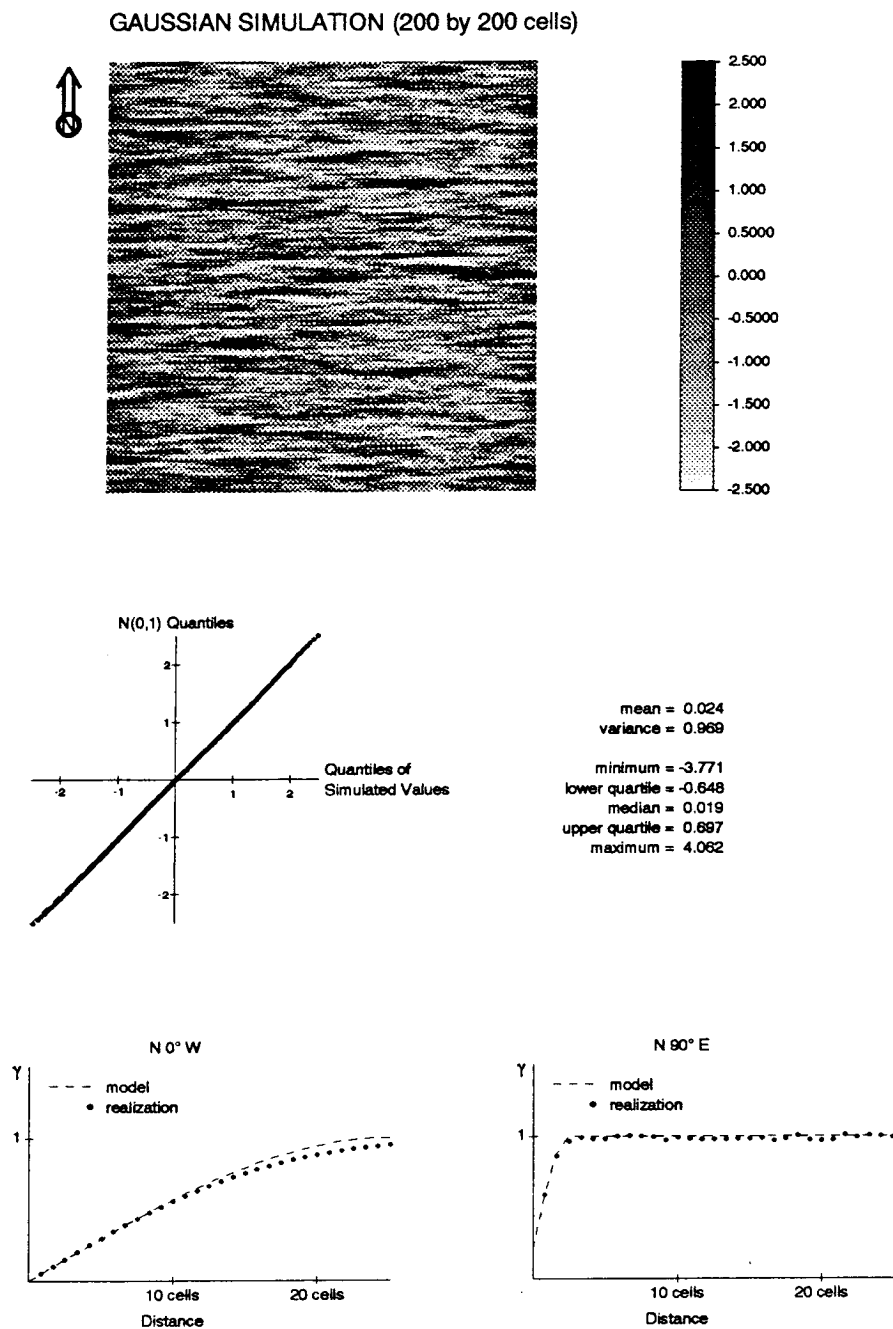 GAUSSIAN SIMULATION (200 by 200 cells)
N
2.500
2.000
1.500
1.000
0.5000
0.000
-0.5000
-1.000
-1.500
-2.000
-2.500
N(0,1) Quantiles
2
1
-2
-1
1
2
-1
-2
Quantiles of
Simulated Values
mean = 0.024
variance = 0.969
minimum = -3.771
lower quartile = -0.648
median = 0.019
upper quartile = 0.697
maximum = 4.062
N 0° W
γ
model
realization
1
10 cells
20 cells
Distance
N 90° E
γ
model
realization
1
10 cells
20 cells
Distance